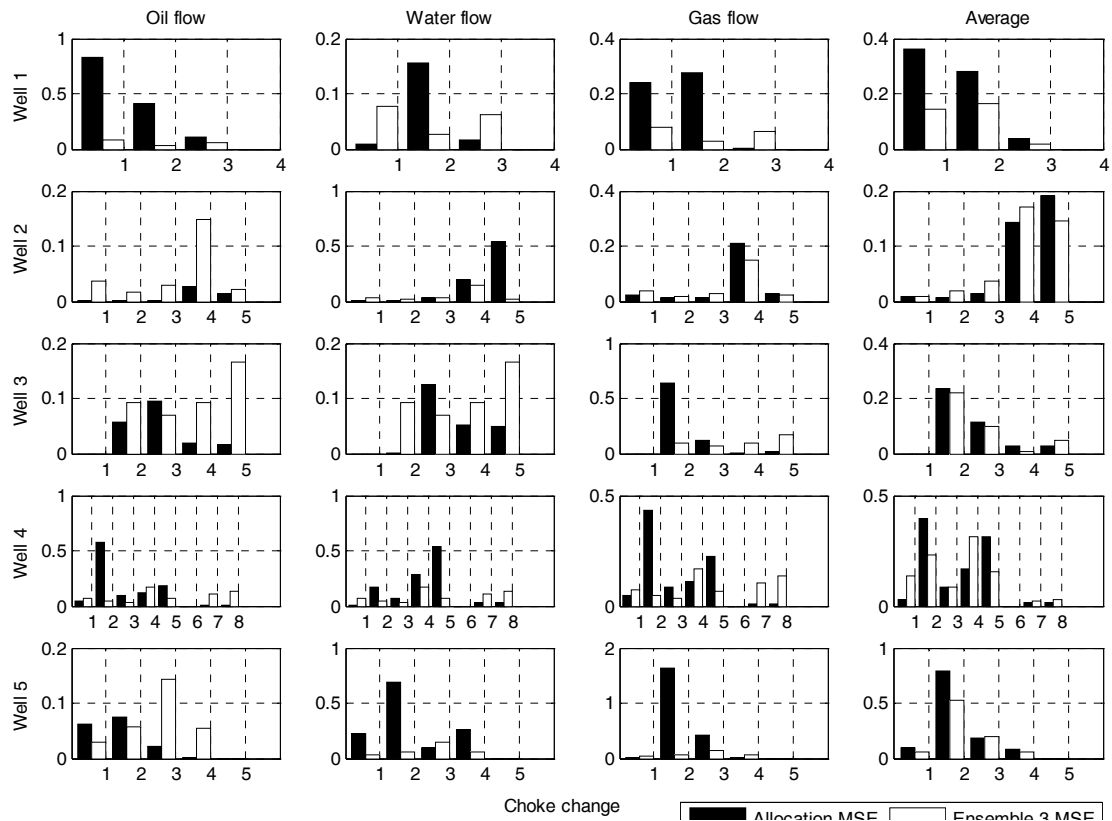 Oil flow Water flow Gas flow Average
Well 1
1 0.5 0
1 2 3 4
0.2 0.1 0
1 2 3 4
0.4 0.2 0
1 2 3 4
0.4 0.2 0
1 2 3 4
Well 2
0.2 0.1 0
1 2 3 4 5
1 0.5 0
1 2 3 4 5
0.4 0.2 0
1 2 3 4 5
0.2 0.1 0
1 2 3 4 5
Well 3
0.2 0.1 0
1 2 3 4 5
0.2 0.1 0
1 2 3 4 5
1 0.5 0
1 2 3 4 5
0.4 0.2 0
1 2 3 4 5
Well 4
1 0.5 0
1 2 3 4 5 6 7 8
1 0.5 0
1 2 3 4 5 6 7 8
0.5 0
1 2 3 4 5 6 7 8
0.5 0
1 2 3 4 5 6 7 8
Well 5
0.2 0.1 0
1 2 3 4 5
1 0.5 0
1 2 3 4 5
2 1 0
1 2 3 4 5
1 0.5 0
1 2 3 4 5
Choke change
Allocation MSE Ensemble 3 MSE